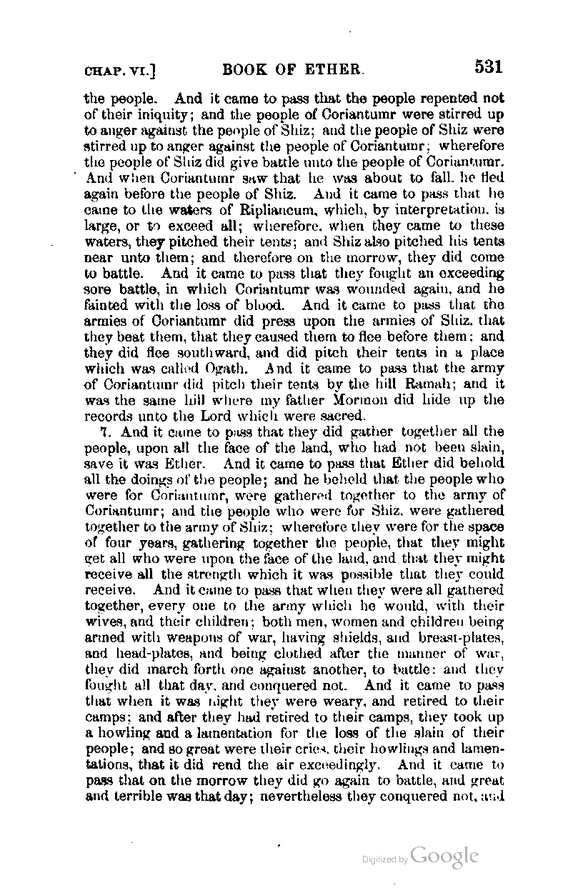 CHAP. VI.] BOOK OF ETHER. 531
the people. And it came to pass that the people repented not
of their iniquity; and the people of Coriantumr were stirred up
to anger against the people of Shiz; and the people of Shiz were
stirred up to anger against the people of Coriantumr; wherefore
the people of Shiz did give battle unto the people of Coriantumr.
And when Coriantumr saw that he was about to fall, he fled
again before the people of Shiz. And it came to pass that he
came to the waters of Ripliancum, which, by interpretation, is
large, or to exceed all; wherefore, when they came to these
waters, they pitched their tents; and Shiz also pitched his tents
near unto them; and therefore on the morrow, they did come
to battle. And it came to pass that they fought an exceeding
sore battle, in which Coriantumr was wounded again, and he
fainted with the loss of blood. And it came to pass that the
armies of Coriantumr did press upon the armies of Shiz, that
they beat them, that they caused them to flee before them: and
they did flee southward, and did pitch their tents in a place
which was called Ogath. And it came to pass that the army
of Coriantumr did pitch their tents by the hill Ramah; and it
was the same hill where my father Mormon did hide up the
records unto the Lord which were sacred.
7. And it came to pass that they did gather together all the
people, upon all the face of the land, who had not been slain,
save it was Ether. And it came to pass that Ether did behold
all the doings of the people; and he beheld that the people who
were for Coriantumr, were gathered together to the army of
Coriantumr; and the people who were for Shiz, were gathered
together to the army of Shiz; wherefore they were for the space
of four years, gathering together the people, that they might
get all who were upon the face of the land, and that they might
receive all the strength which it was possible that they could
receive. And it came to pass that when they were all gathered
together, every one to the army which he would, with their
wives, and their children; both men, women and children being
armed with weapons of war, having shields, and breast-plates,
and head-plates, and being clothed after the manner of war,
they did march forth one against another, to battle: and they
fought all that day, and conquered not. And it came to pass
that when it was night they were weary, and retired to their
camps; and after they had retired to their camps, they took up
a howling and a lamentation for the loss of the slain of their
people; and so great were their cries, their howlings and lamen-
tations, that it did rend the air exceedingly. And it came to
pass that on the morrow they did go again to battle, and great
and terrible was that day; nevertheless they conquered not, and
Digitized by Google